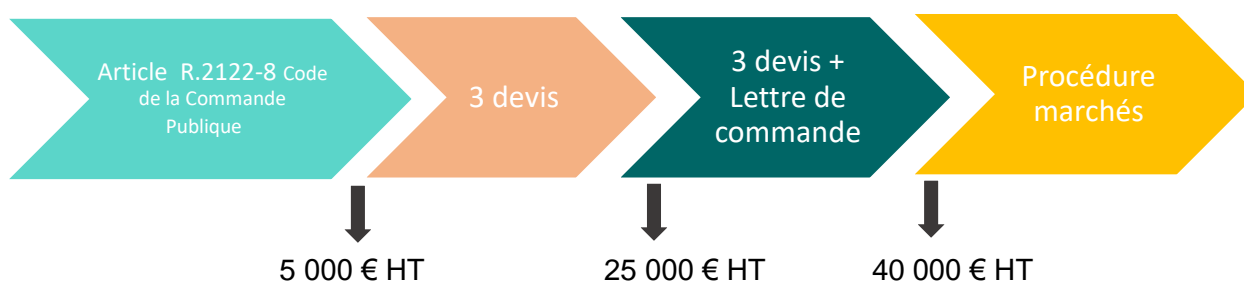 Article R.2122-8 Code
de la Commande
Publique
3 devis
3 devis +
Lettre de
commande
Procédure
marchés
5 000 € HT
25 000 € HT
40 000 € HT